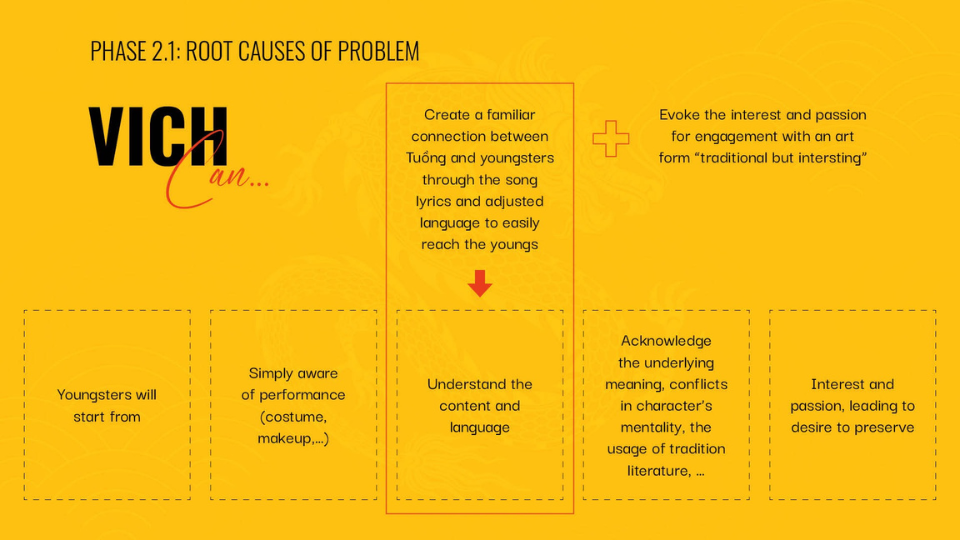 PHASE 2.1: ROOT CAUSES OF PROBLEM
VICH
Can...
Create a familiar
connection between
Tuồng and youngsters
through the song
lyrics and adjusted
language to easily
reach the youngs
Evoke the interest and passion
for engagement with an art
form “traditional but intersting”
Youngsters will
start from
Simply aware
of performance
(costume,
makeup,...)
Understand the
content and
language
Acknowledge
the underlying
meaning, conflicts
in character's
mentality, the
usage of tradition
literature, ...
Interest and
passion, leading to
desire to preserve